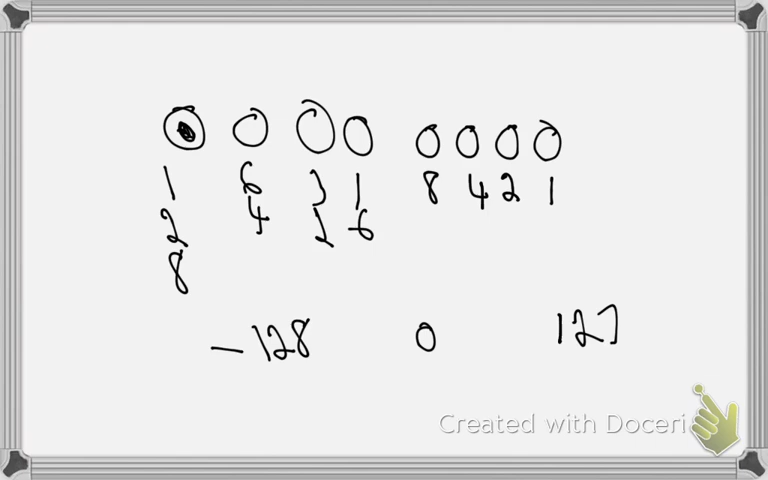 0 0 0 0 0 0 0 0
1 6 3 1 8 4 2 1
2 4 2 6
8
-128 0 127
Created with Doceri